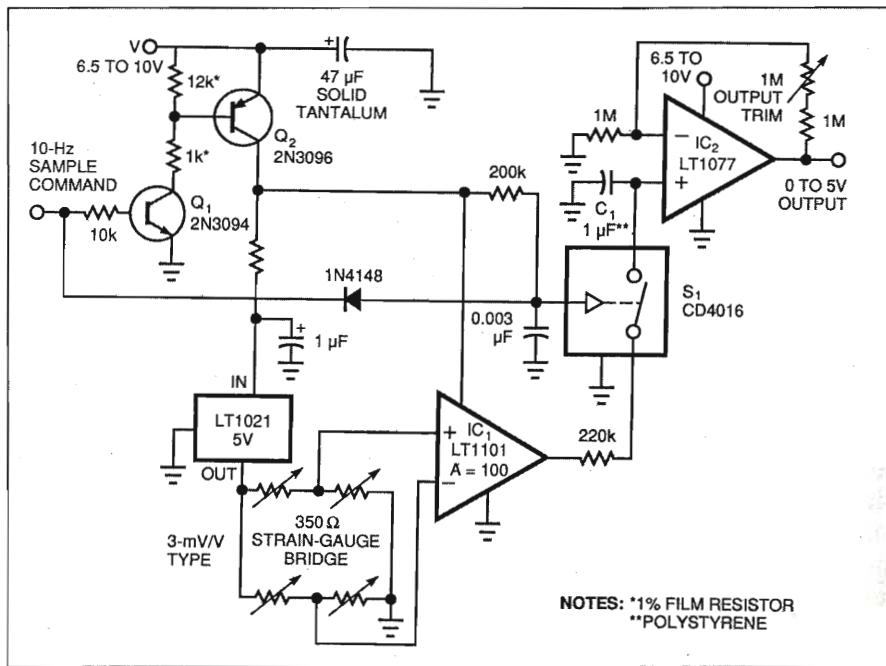 V
6.5 TO 10V
12k*
+
47 µF
SOLID
TANTALUM
Q2
2N3096
1k*
10-Hz
SAMPLE
COMMAND
Q1
2N3094
10k
200k
6.5 TO
10V
1M
OUTPUT
TRIM
1M
1M
−
IC2
LT1077
+
C1
1 µF**
0 TO 5V
OUTPUT
1N4148
S1
CD4016
+
1 µF
0.003
µF
IN
LT1021
5V
OUT
+
IC1
LT1101
A = 100
−
220k
3-mV/V
TYPE
350 Ω
STRAIN-GAUGE
BRIDGE
NOTES: *1% FILM RESISTOR
**POLYSTYRENE